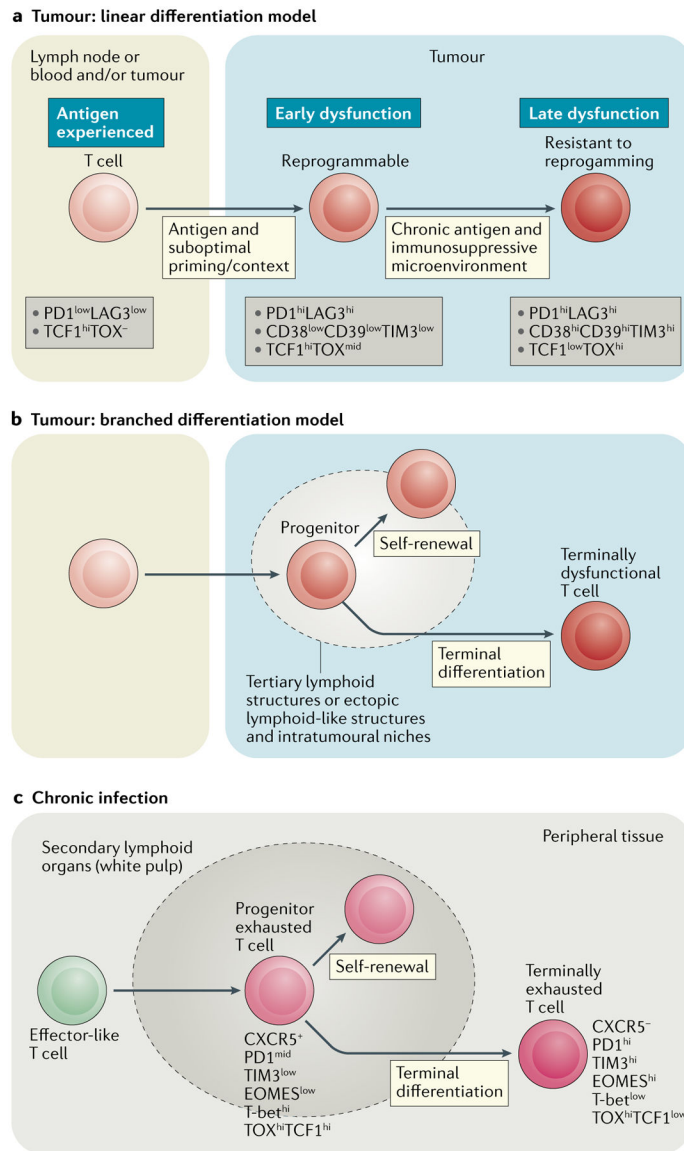 a Tumour: linear differentiation model
Lymph node or
blood and/or tumour
Tumour
Antigen
experienced
Early dysfunction
Late dysfunction
T cell
Reprogrammable
Resistant to
reprogamming
Antigen and
suboptimal
priming/context
Chronic antigen and
immunosuppressive
microenvironment
• PD1lowLAG3low
• TCF1hiTOX–
• PD1hiLAG3hi
• CD38lowCD39lowTIM3low
• TCF1hiTOXmid
• PD1hiLAG3hi
• CD38hiCD39hiTIM3hi
• TCF1lowTOXhi
b Tumour: branched differentiation model
Progenitor
Self-renewal
Terminally
dysfunctional
T cell
Terminal
differentiation
Tertiary lymphoid
structures or ectopic
lymphoid-like structures
and intratumoural niches
c Chronic infection
Secondary lymphoid
organs (white pulp)
Peripheral tissue
Progenitor
exhausted
T cell
Self-renewal
Effector-like
T cell
CXCR5+
PD1mid
TIM3low
EOMESlow
T-bethi
TOXhiTCF1hi
Terminal
differentiation
Terminally
exhausted
T cell
CXCR5–
PD1hi
TIM3hi
EOMEShi
T-betlow
TOXhiTCF1low